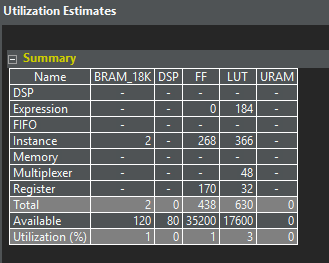 Utilization Estimates
Summary
Name BRAM_18K DSP FF LUT URAM
DSP - - - - -
Expression - - 0 184 -
FIFO - - - - -
Instance 2 - 268 366 -
Memory - - - - -
Multiplexer - - - 48 -
Register - - 170 32 -
Total 2 0 438 630 0
Available 120 80 35200 17600 0
Utilization (%) 1 0 1 3 0